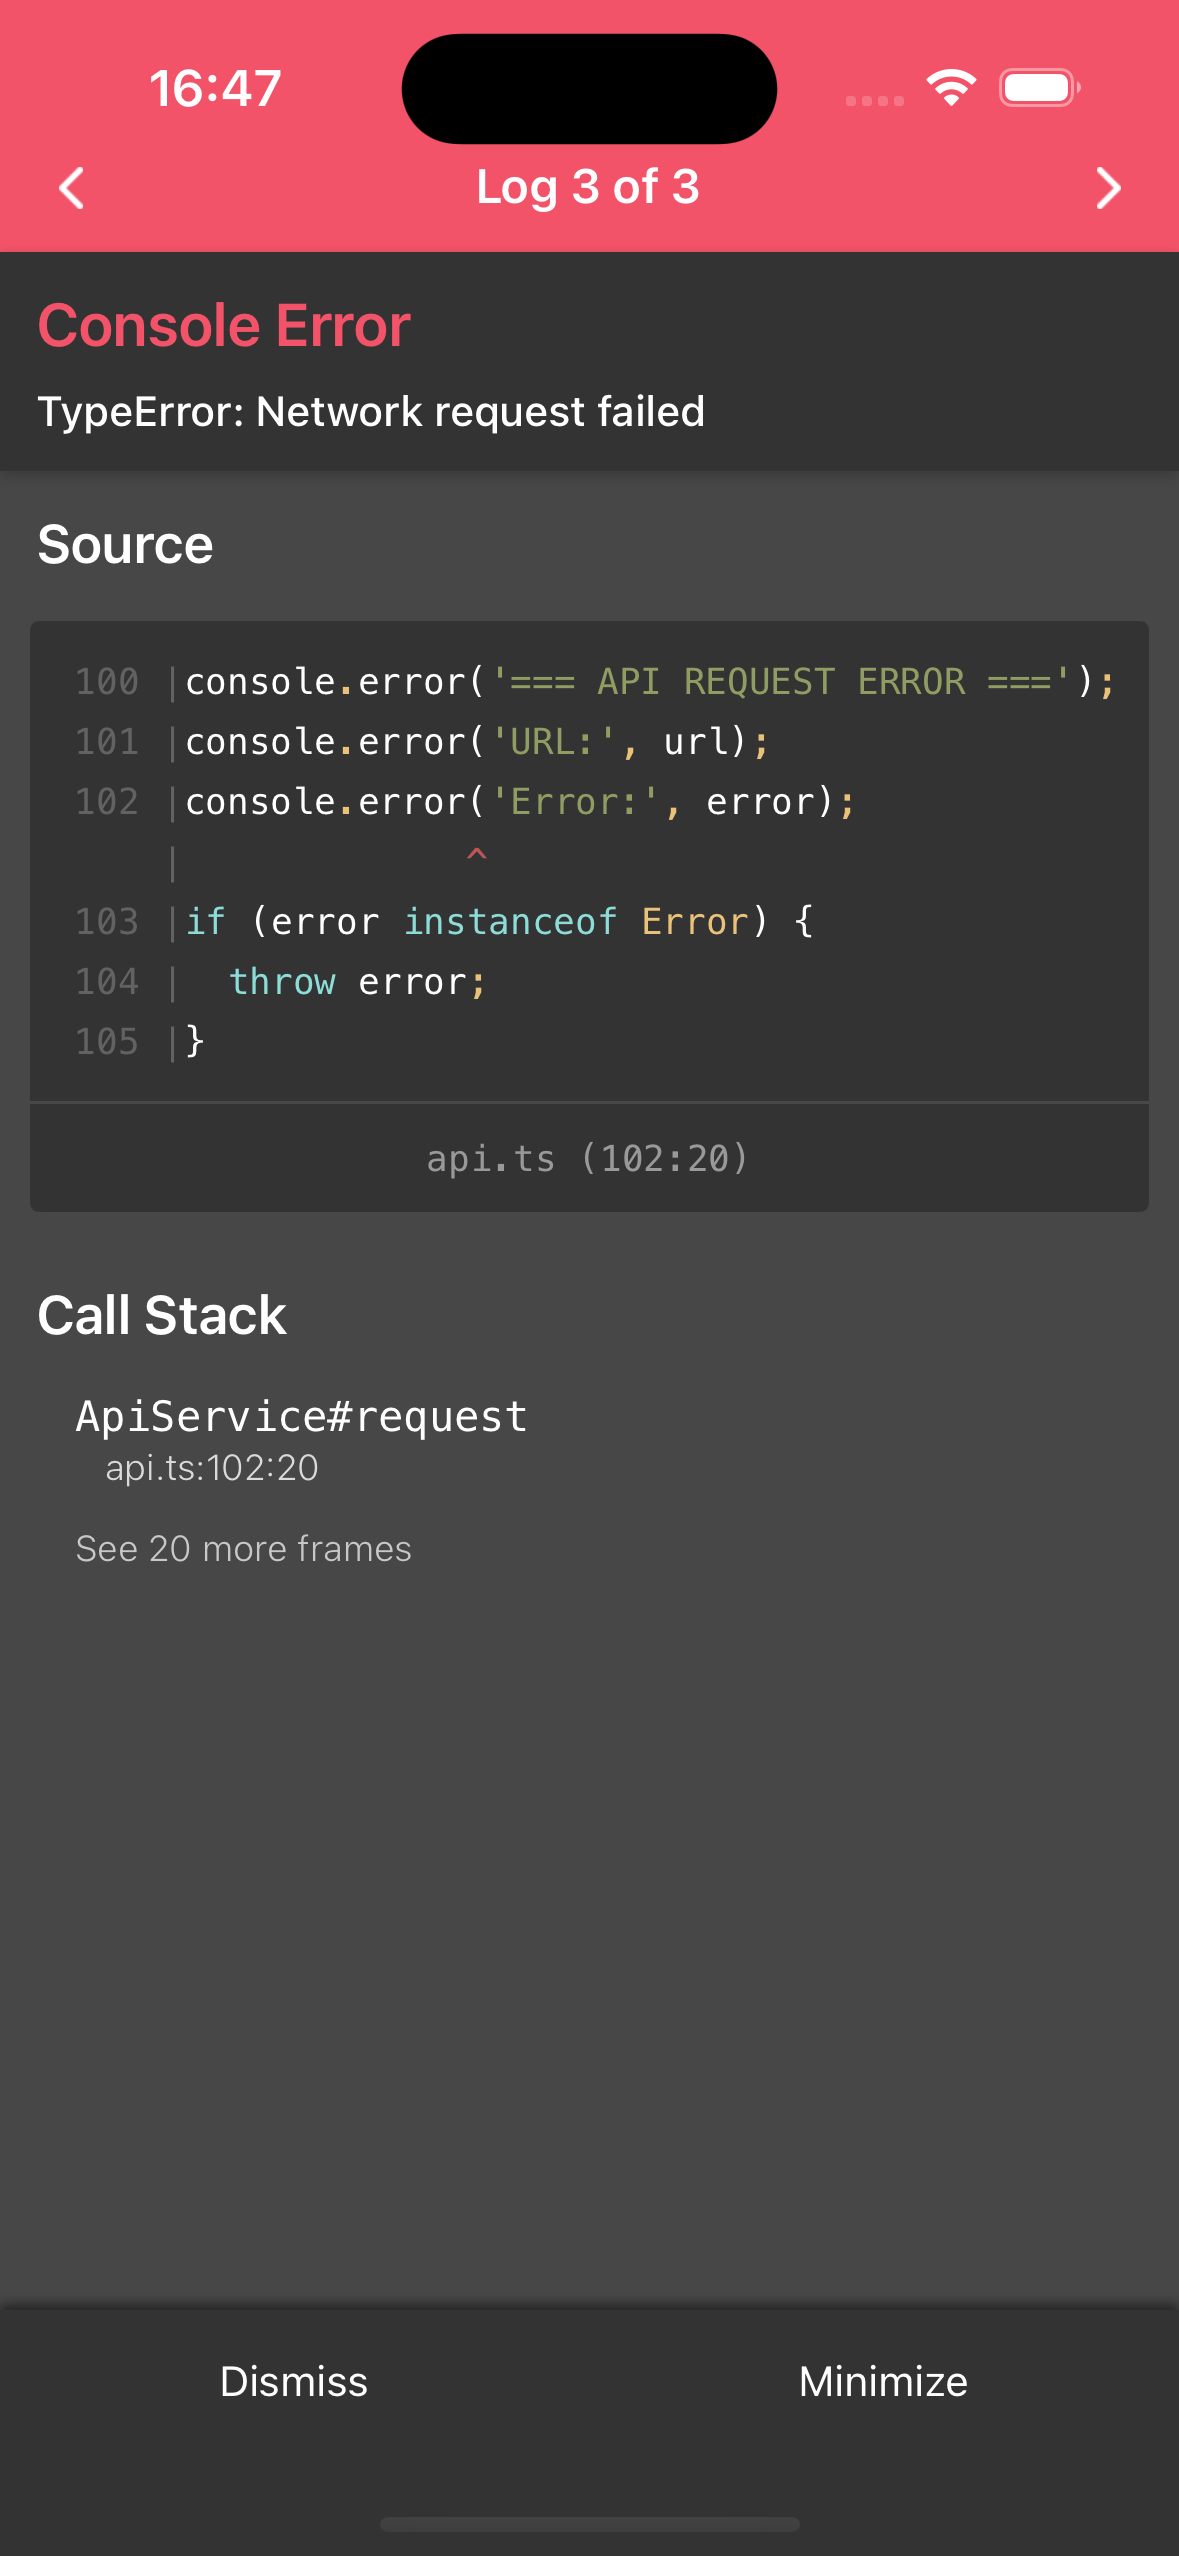 16:47
Log 3 of 3
Console Error
TypeError: Network request failed
Source
100 |console.error('=== API REQUEST ERROR ===');
101 |console.error('URL:', url);
102 |console.error('Error:', error);
    |             ^
103 |if (error instanceof Error) {
104 |  throw error;
105 |}
api.ts (102:20)
Call Stack
ApiService#request
api.ts:102:20
See 20 more frames
Dismiss Minimize